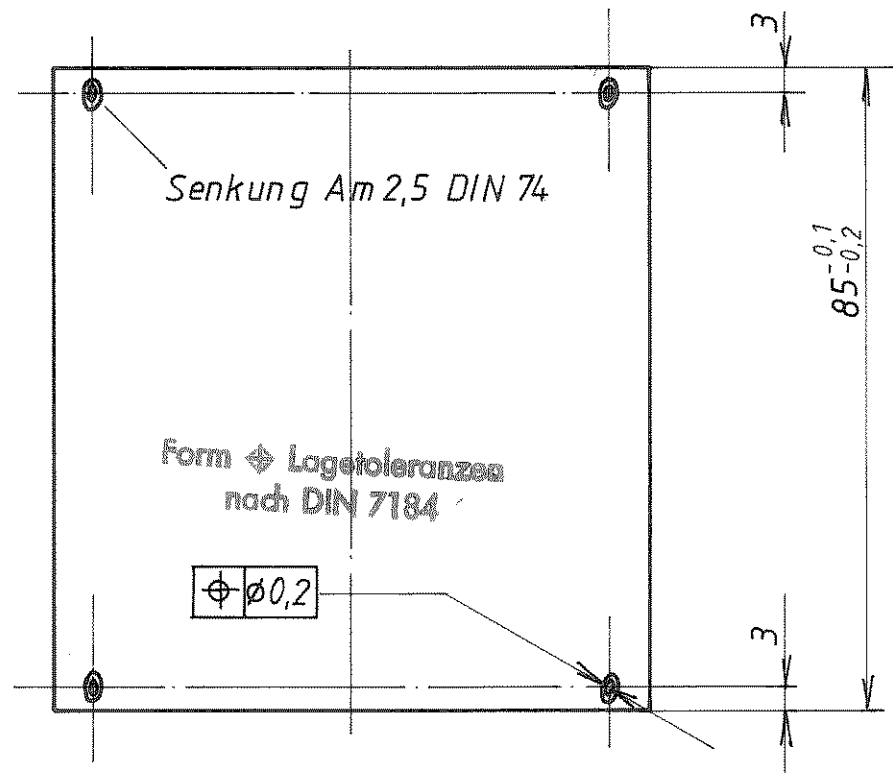 3
Senkung Am 2,5 DIN 74
85 -0,1 -0,2
Form ⌖ Lagetoleranzen
nach DIN 7184
⌖ ⌀0,2
3